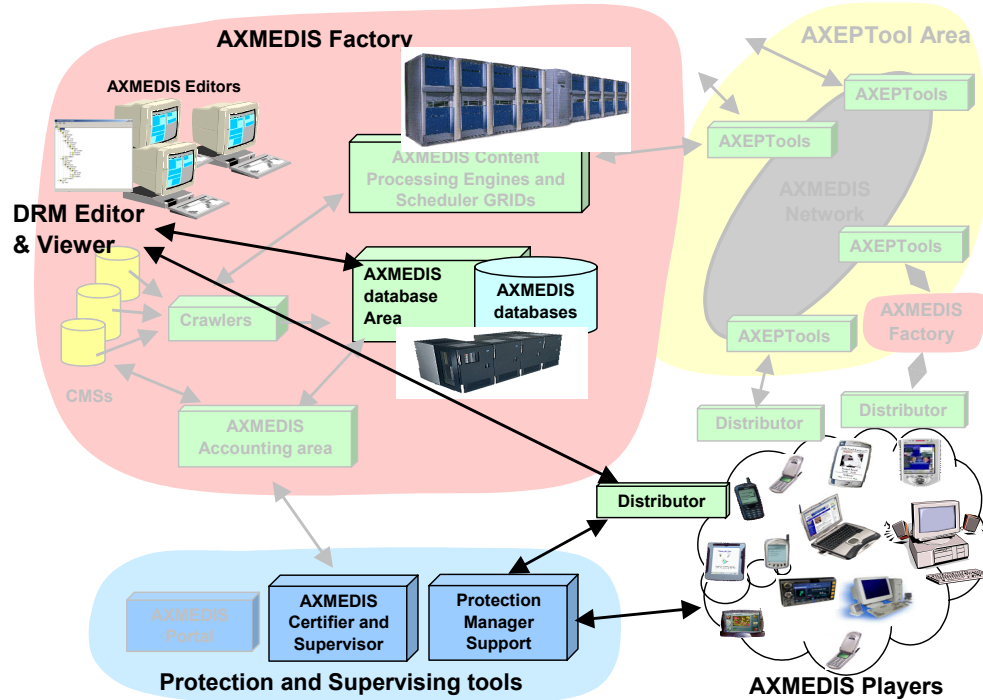 AXMEDIS Factory
AXMEDIS Editors
AXEPTool Area
AXEPTools
AXEPTools
AXMEDIS Content
Processing Engines and
Scheduler GRIDs
AXMEDIS
Network
DRM Editor
& Viewer
AXEPTools
AXMEDIS
database
Area
AXMEDIS
databases
Crawlers
AXMEDIS
Factory
AXEPTools
CMSs
AXMEDIS
Accounting area
Distributor
Distributor
Distributor
AXMEDIS
Portal
AXMEDIS
Certifier and
Supervisor
Protection
Manager
Support
Protection and Supervising tools
AXMEDIS Players